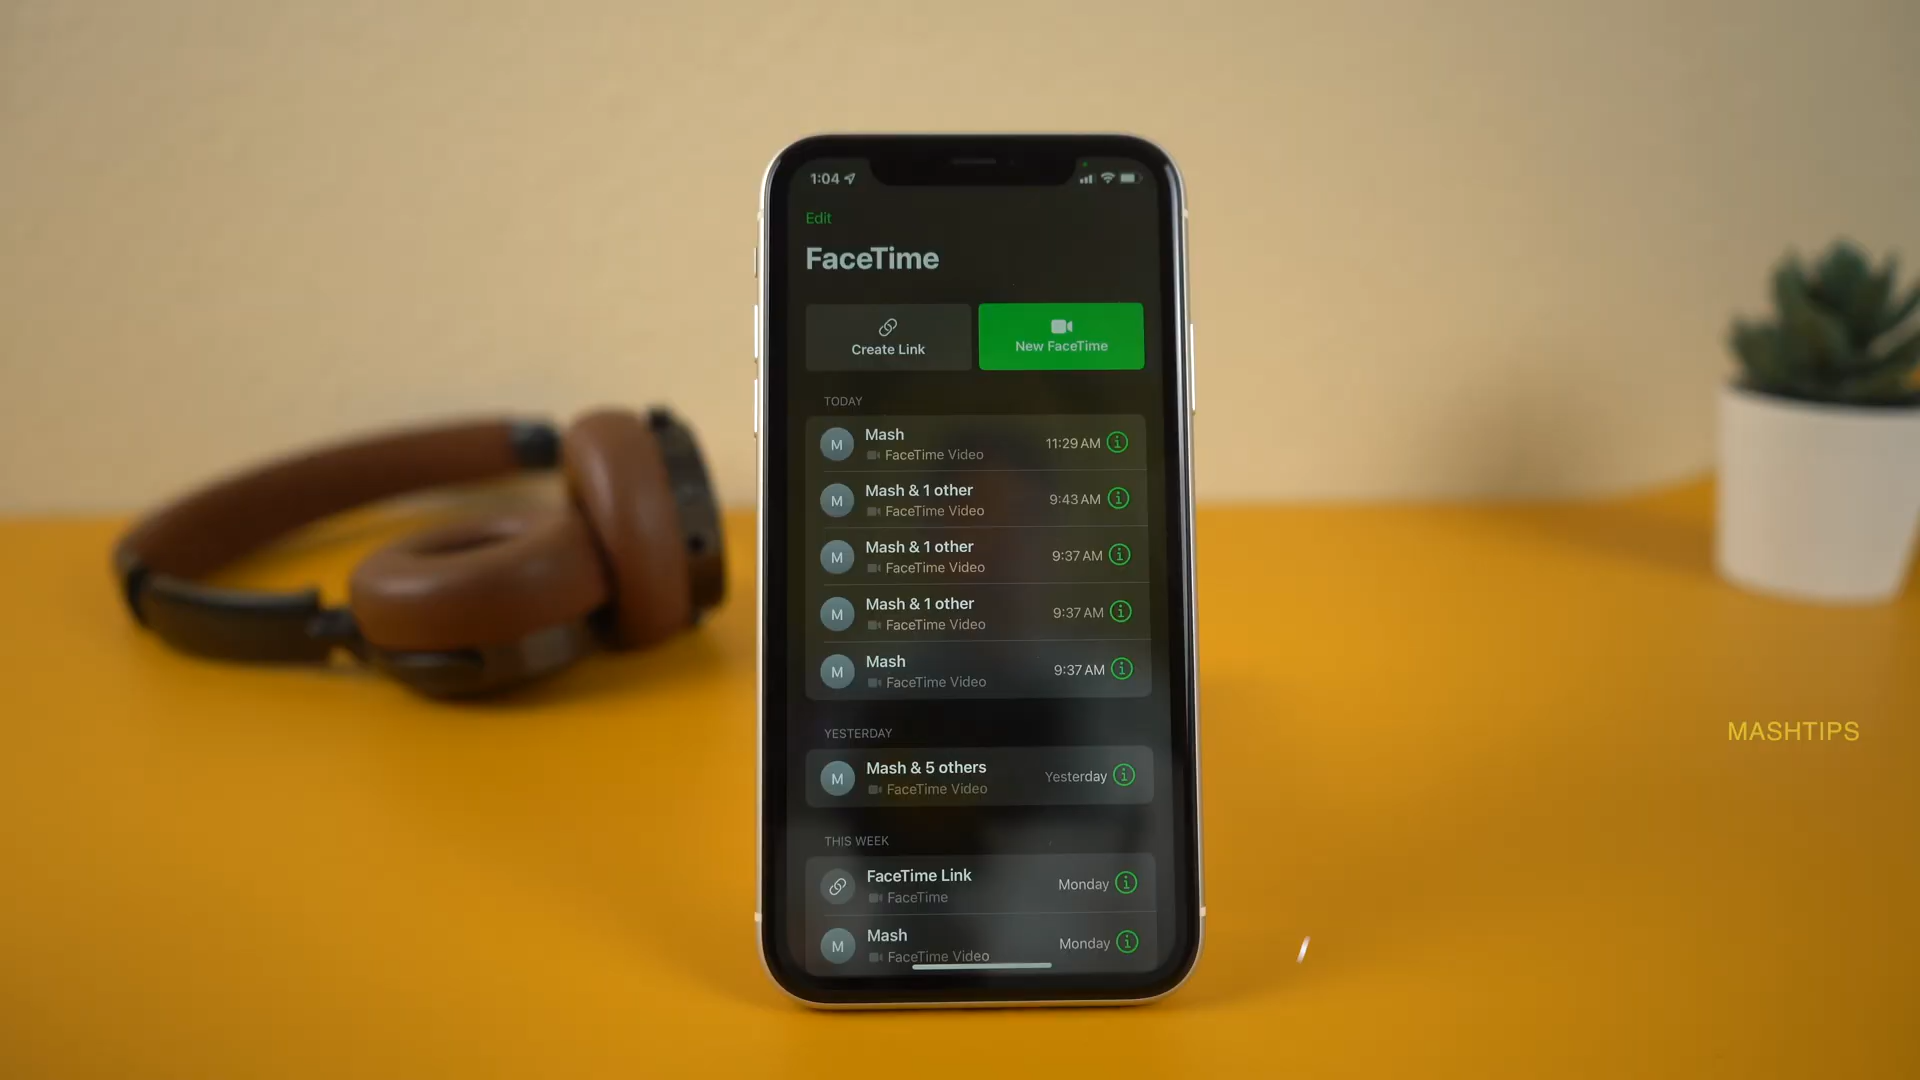 1:04
Edit
FaceTime
Create Link
New FaceTime
TODAY
M
Mash
FaceTime Video
11:29 AM
M
Mash & 1 other
FaceTime Video
9:43 AM
M
Mash & 1 other
FaceTime Video
9:37 AM
M
Mash & 1 other
FaceTime Video
9:37 AM
M
Mash
FaceTime Video
9:37 AM
YESTERDAY
M
Mash & 5 others
FaceTime Video
Yesterday
THIS WEEK
FaceTime Link
FaceTime
Monday
M
Mash
FaceTime Video
Monday
MASHTIPS